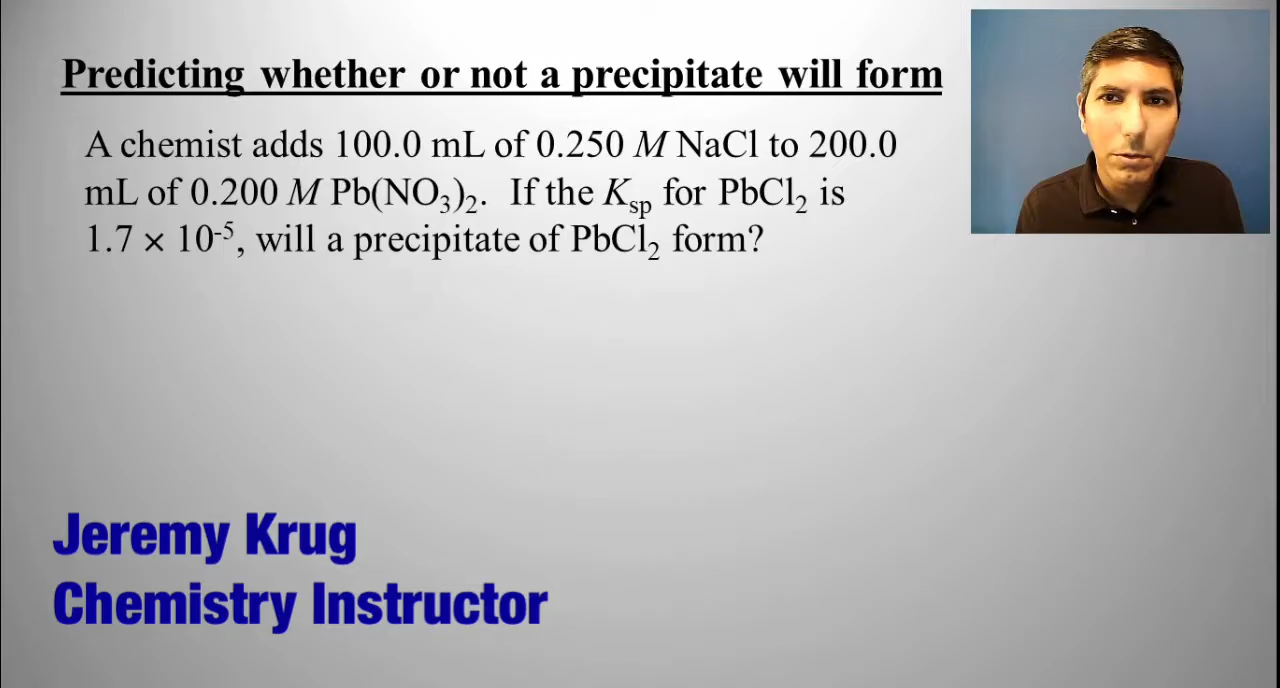 Predicting whether or not a precipitate will form
A chemist adds 100.0 mL of 0.250 M NaCl to 200.0
mL of 0.200 M Pb(NO₃)₂. If the Kₛₚ for PbCl₂ is
1.7 × 10⁻⁵, will a precipitate of PbCl₂ form?
Jeremy Krug
Chemistry Instructor